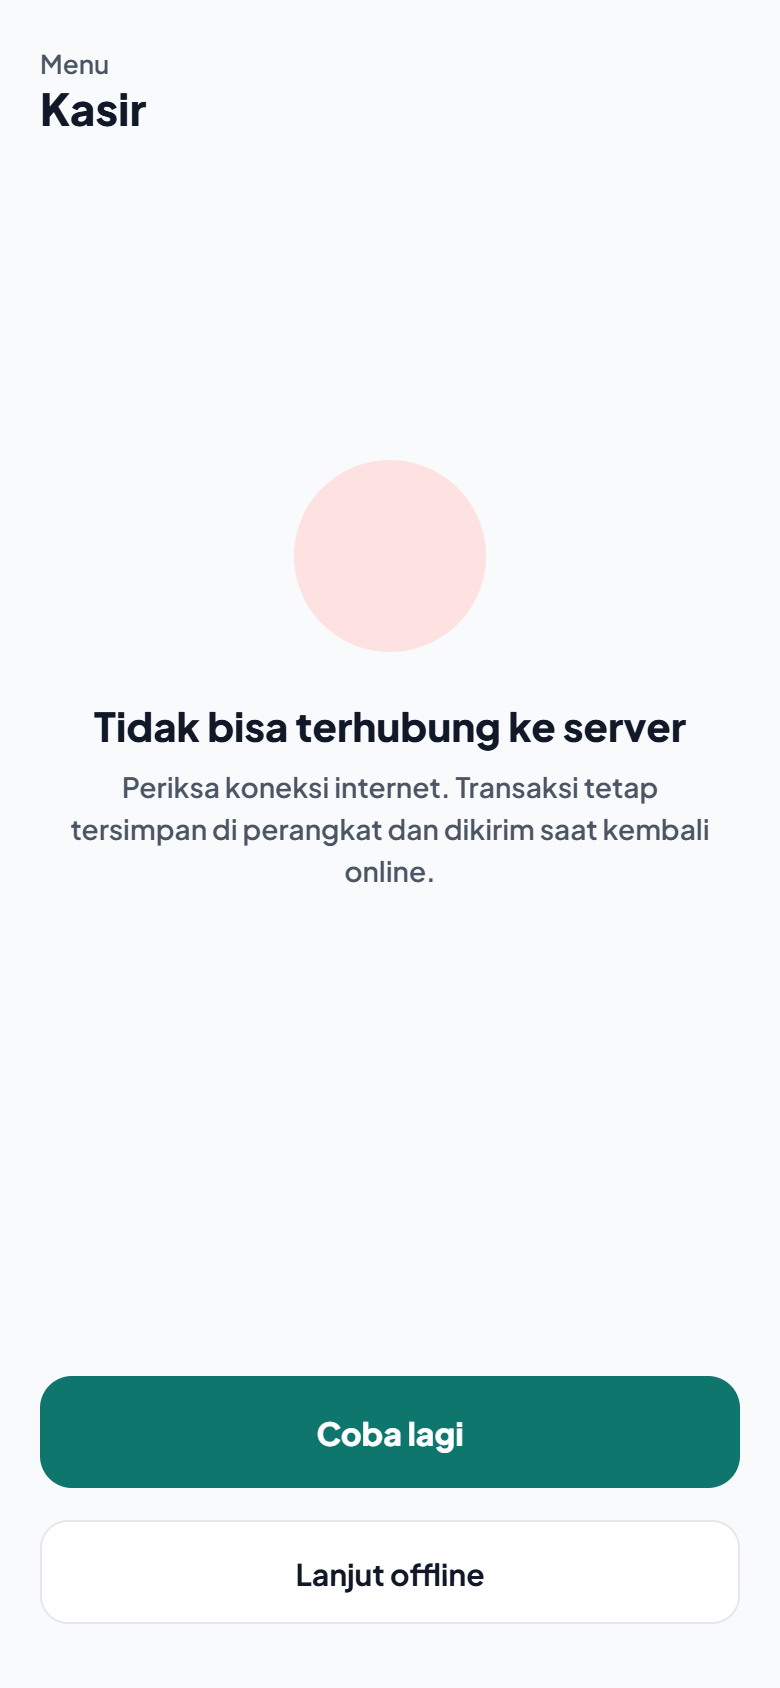 Menu
Kasir
Tidak bisa terhubung ke server
Periksa koneksi internet. Transaksi tetap
tersimpan di perangkat dan dikirim saat kembali
online.
Coba lagi
Lanjut offline